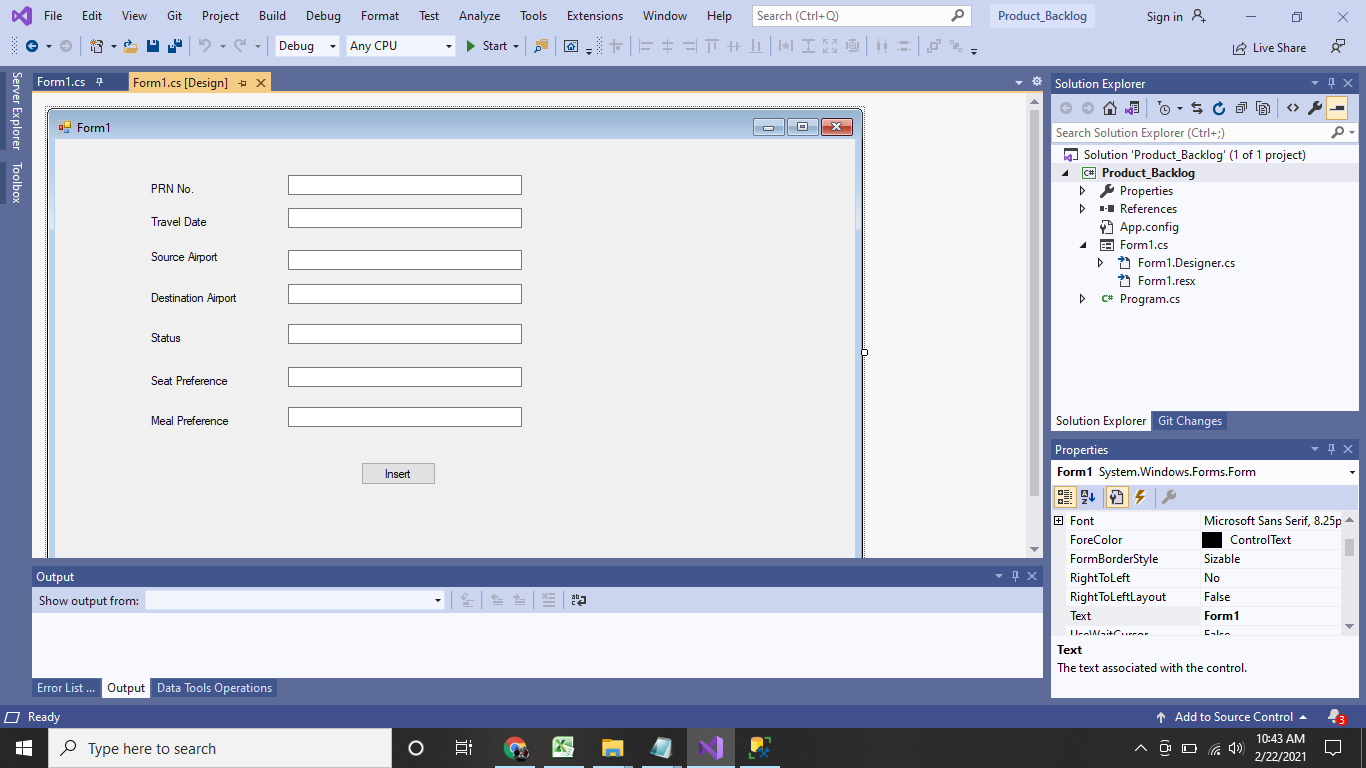 File Edit View Git Project Build Debug Format Test Analyze Tools Extensions Window Help Search (Ctrl+Q) Product_Backlog Sign in
Debug Any CPU Start Live Share
Server Explorer
Toolbox
Form1.cs Form1.cs [Design]
Form1
PRN No.
Travel Date
Source Airport
Destination Airport
Status
Seat Preference
Meal Preference
Insert
Solution Explorer
Search Solution Explorer (Ctrl+;)
Solution 'Product_Backlog' (1 of 1 project)
Product_Backlog
Properties
References
App.config
Form1.cs
Form1.Designer.cs
Form1.resx
Program.cs
Solution Explorer Git Changes
Properties
Form1 System.Windows.Forms.Form
Font Microsoft Sans Serif, 8.25p
ForeColor ControlText
FormBorderStyle Sizable
RightToLeft No
RightToLeftLayout False
Text Form1
UseWaitCursor False
Text
The text associated with the control.
Output
Show output from:
Error List ... Output Data Tools Operations
Ready Add to Source Control 3
Type here to search
10:43 AM
2/22/2021